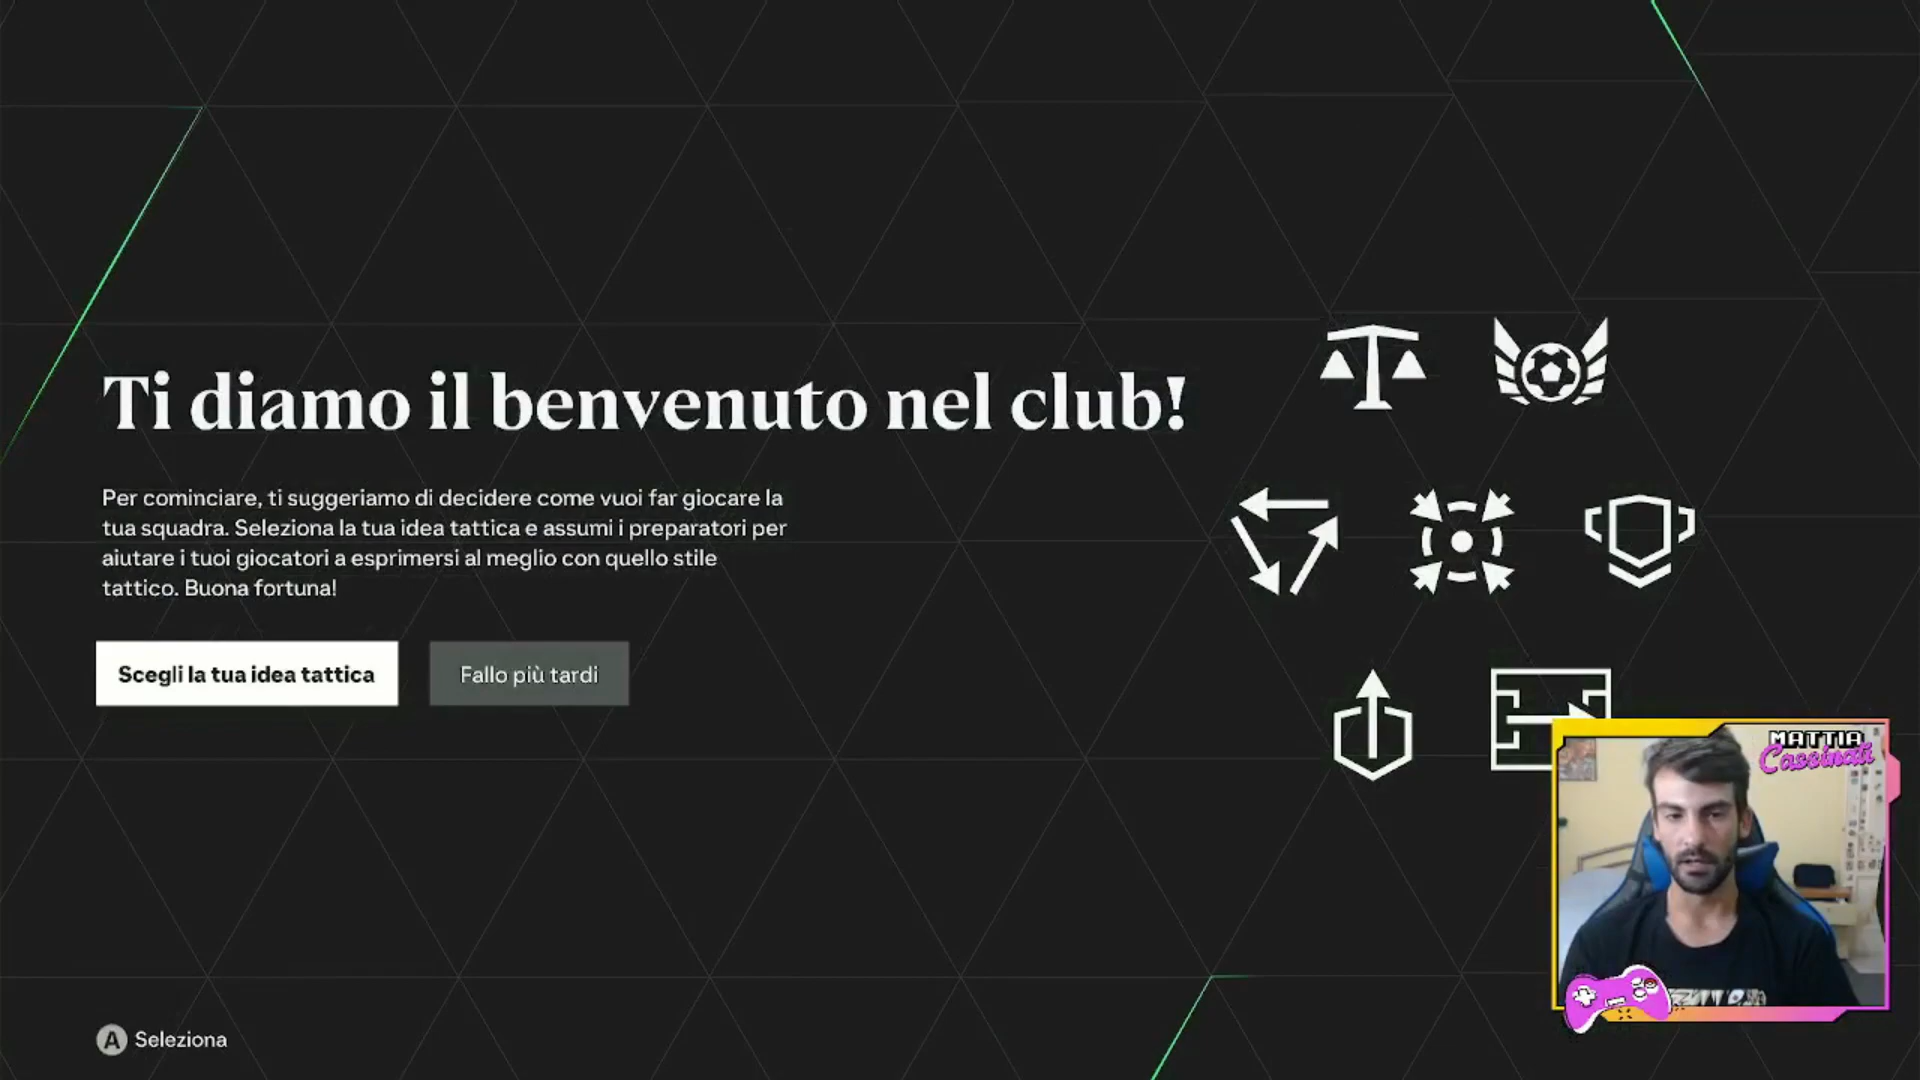 Ti diamo il benvenuto nel club!
Per cominciare, ti suggeriamo di decidere come vuoi far giocare la
tua squadra. Seleziona la tua idea tattica e assumi i preparatori per
aiutare i tuoi giocatori a esprimersi al meglio con quello stile
tattico. Buona fortuna!
Scegli la tua idea tattica
Fallo più tardi
MATTIA
Cassinati
A Seleziona